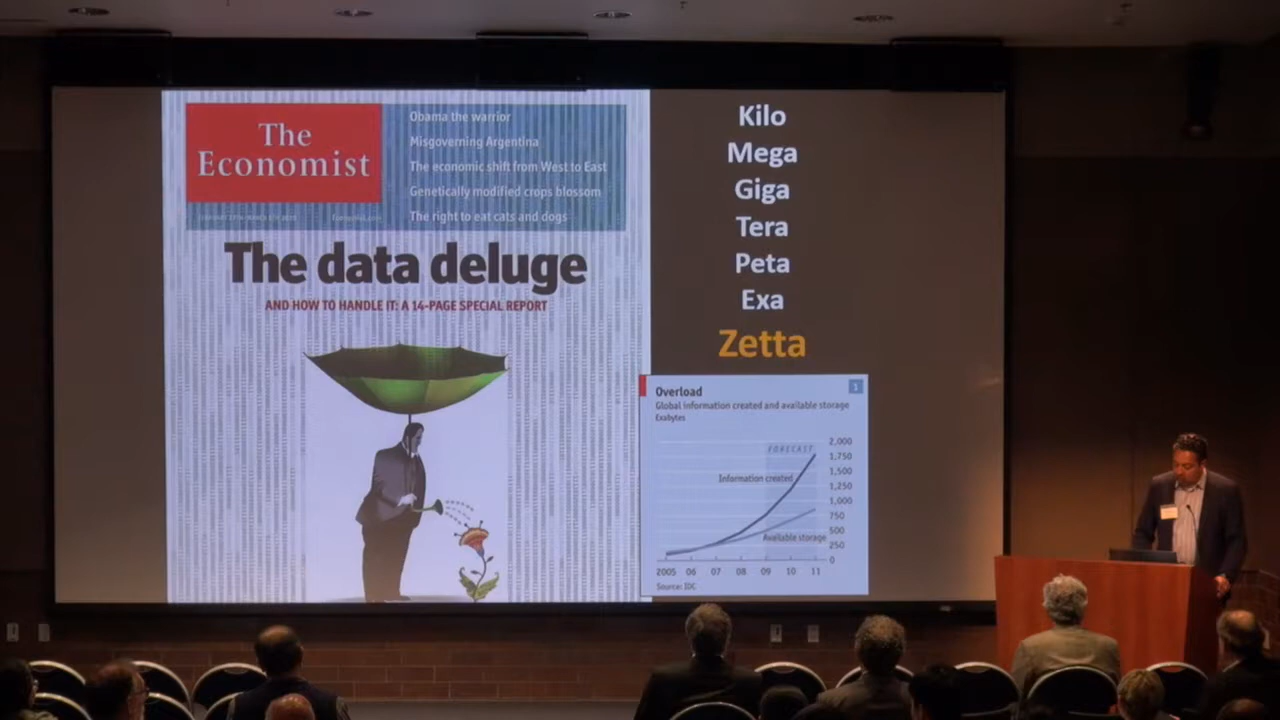 The
Economist
Obama the warrior
Misgoverning Argentina
The economic shift from West to East
Genetically modified crops blossom
The right to eat cats and dogs
The data deluge
AND HOW TO HANDLE IT: A 14-PAGE SPECIAL REPORT
Kilo
Mega
Giga
Tera
Peta
Exa
Zetta
Overload
1
Global information created and available storage
Exabytes
FORECAST
2,000
1,750
Information created
1,500
1,250
1,000
750
500
Available storage
250
0
2005 06 07 08 09 10 11
Source: IDC